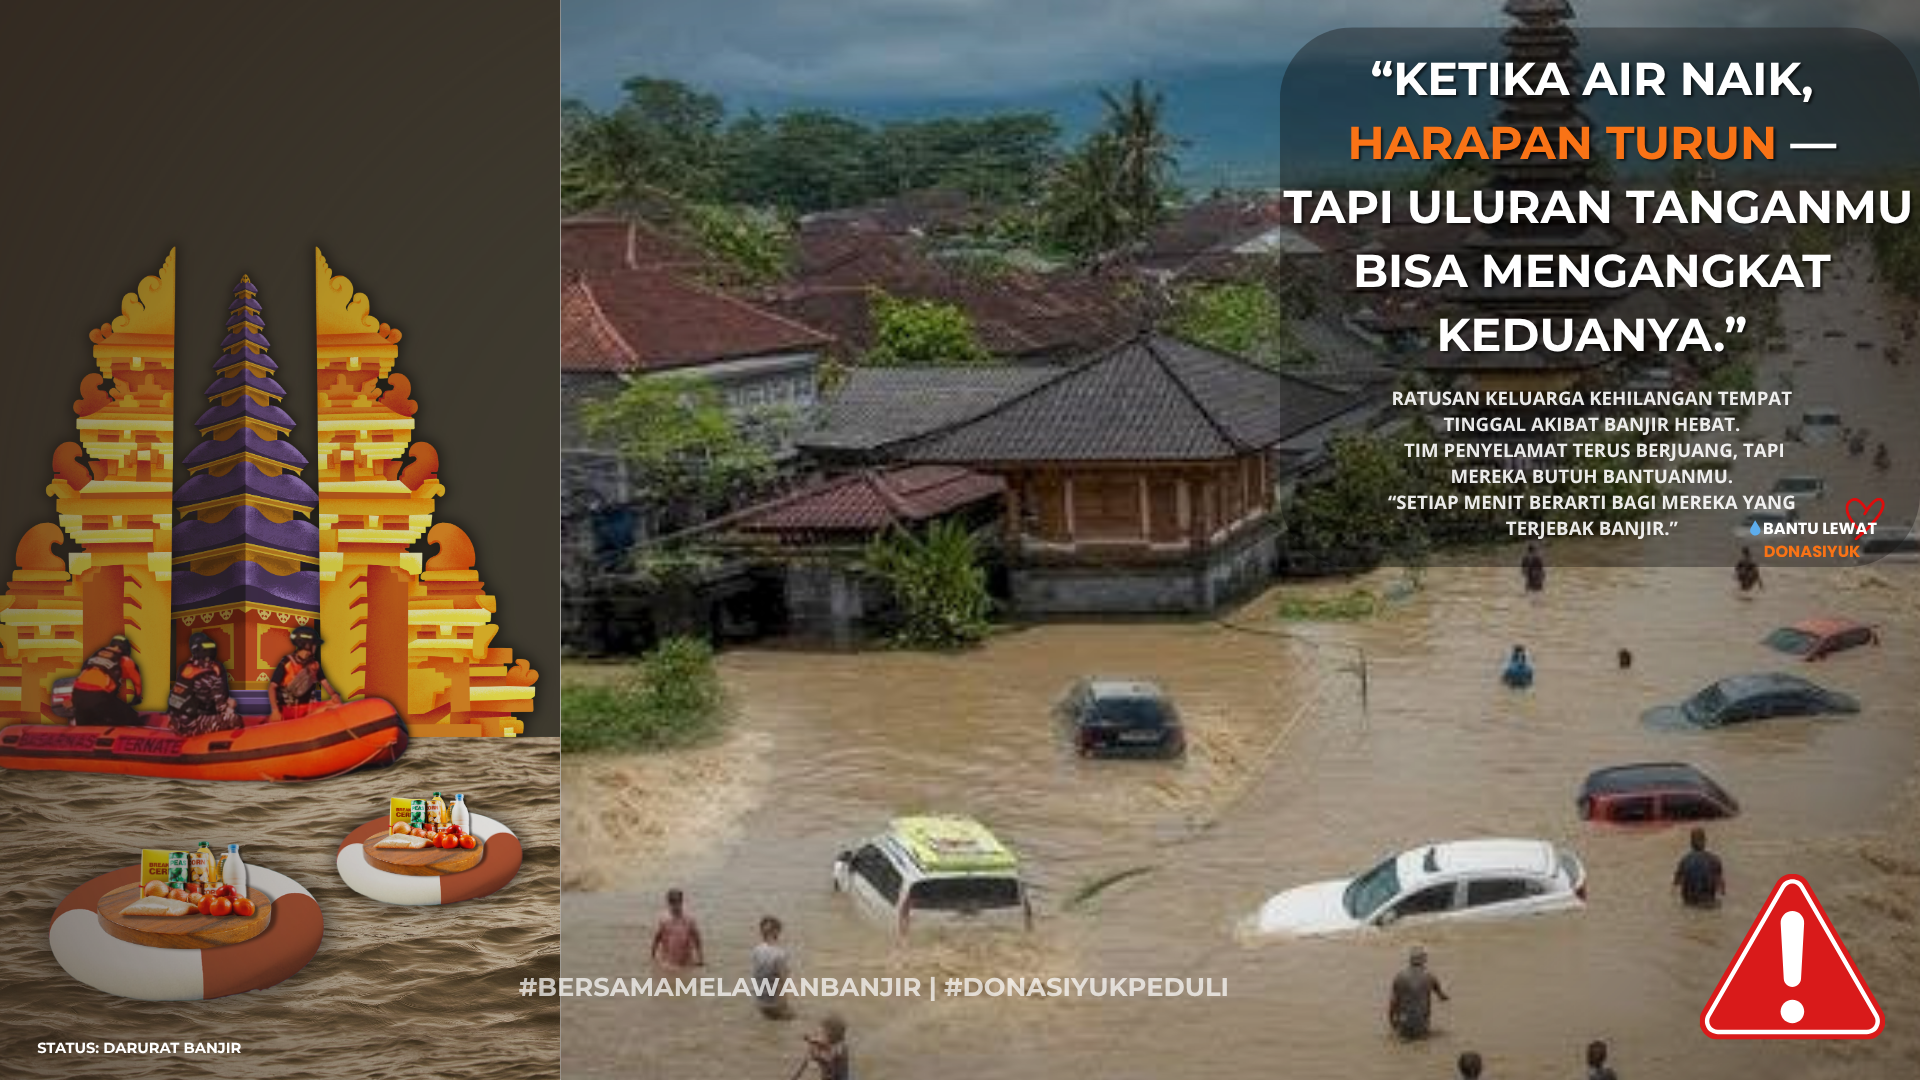 “KETIKA AIR NAIK,
HARAPAN TURUN —
TAPI ULURAN TANGANMU
BISA MENGANGKAT
KEDUANYA.”
RATUSAN KELUARGA KEHILANGAN TEMPAT
TINGGAL AKIBAT BANJIR HEBAT.
TIM PENYELAMAT TERUS BERJUANG, TAPI
MEREKA BUTUH BANTUANMU.
“SETIAP MENIT BERARTI BAGI MEREKA YANG
TERJEBAK BANJIR.”
💧BANTU LEWAT
DONASIYUK
BASARNAS TERNATE
#BERSAMAMELAWANBANJIR | #DONASIYUKPEDULI
STATUS: DARURAT BANJIR